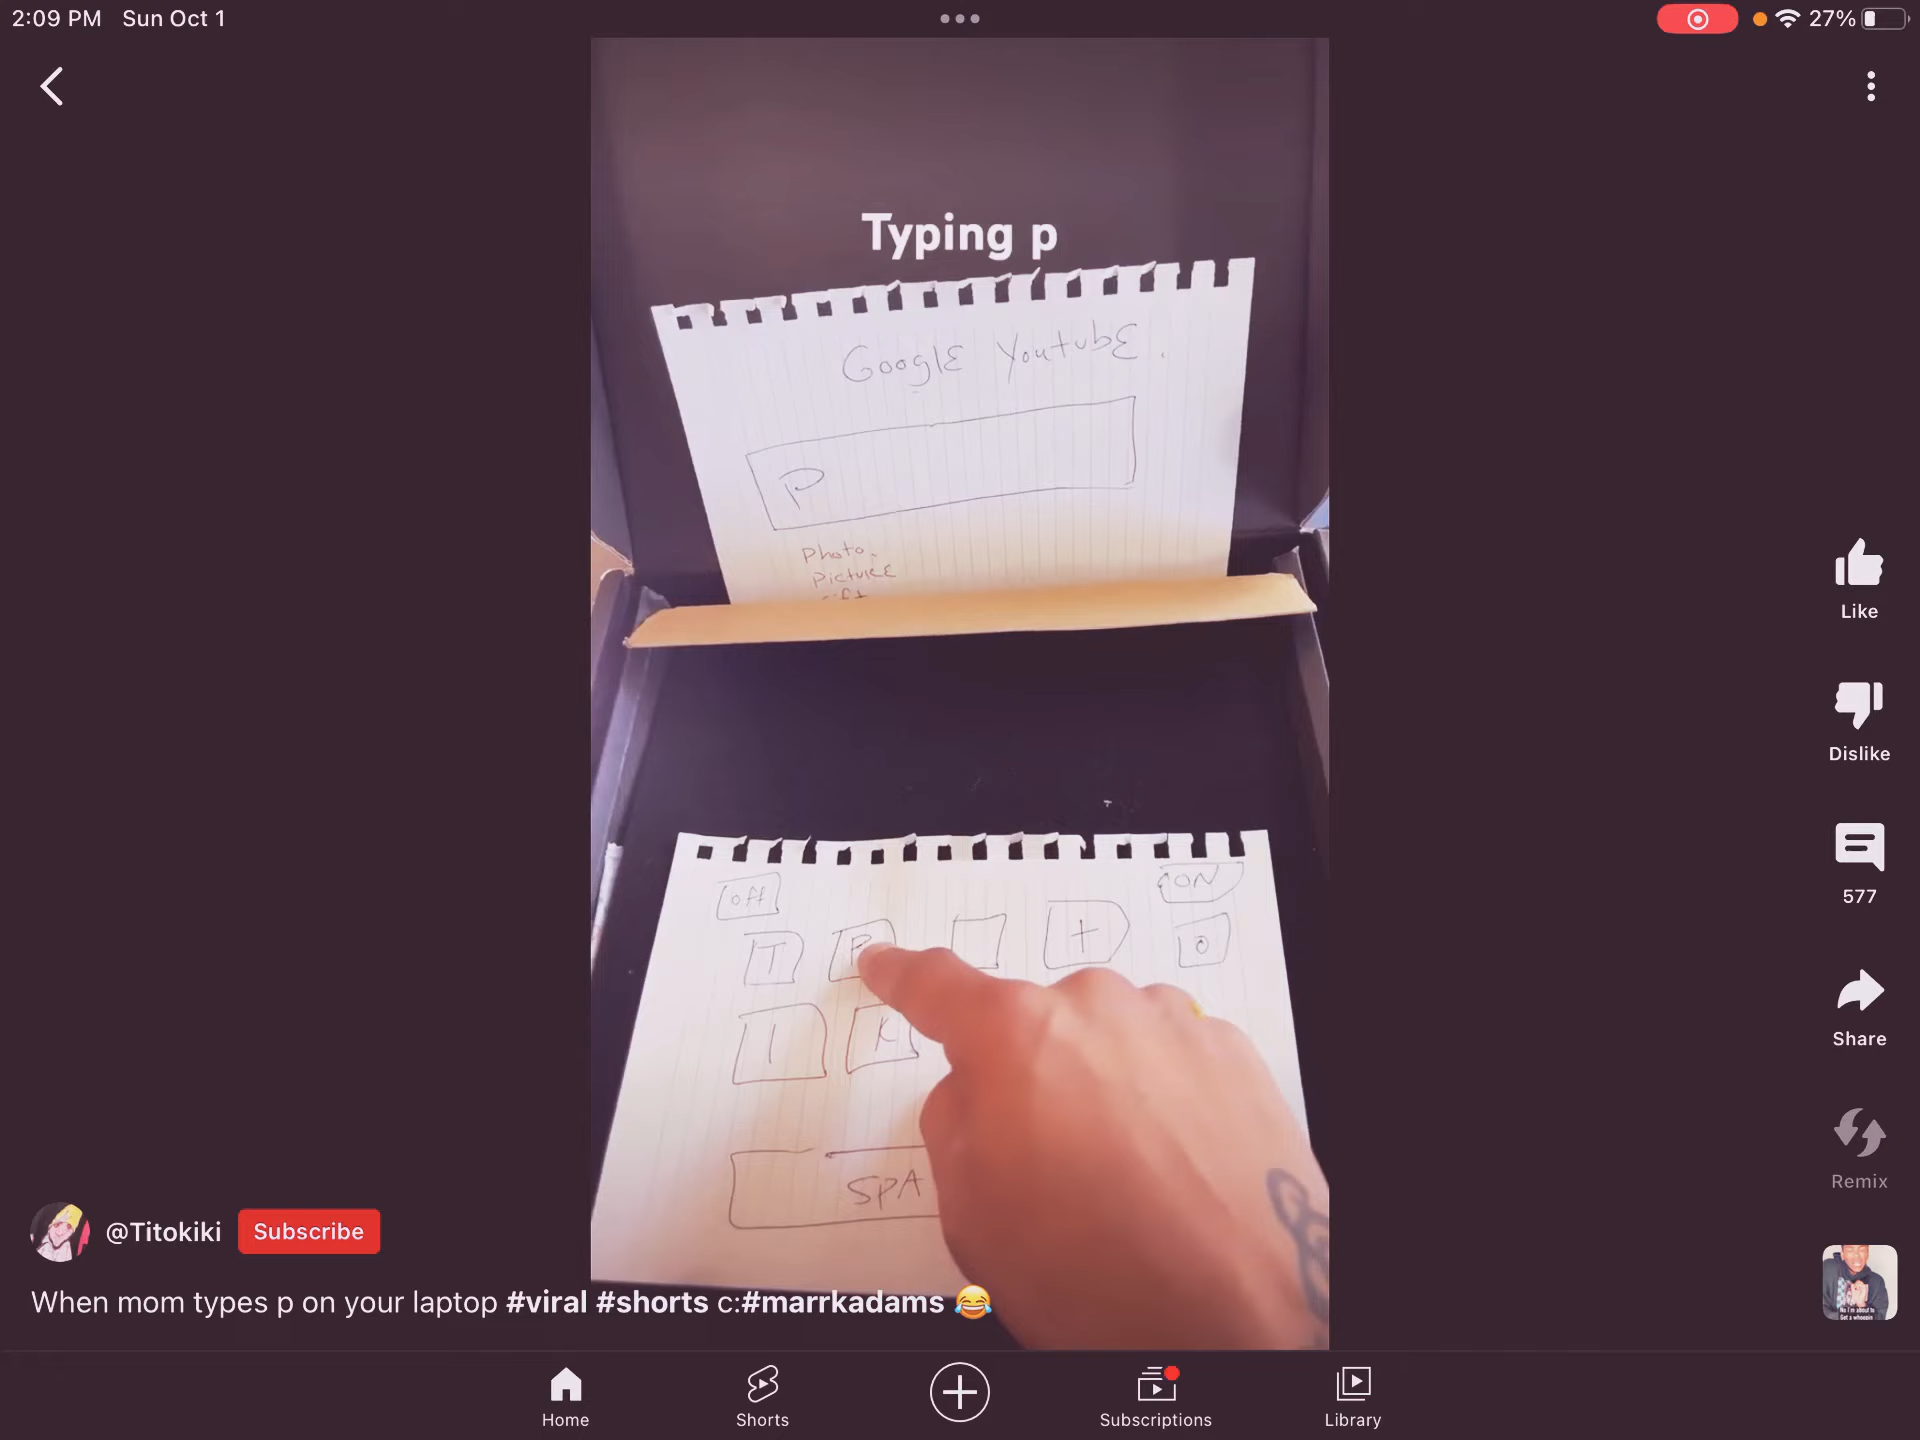 2:09 PM Sun Oct 1
27%
Typing p
GooglE YoutubE.
P
Photo.
PicturE
Off
ON
T P + O
I K
SPA
Like
Dislike
577
Share
Remix
@Titokiki Subscribe
When mom types p on your laptop #viral #shorts c:#marrkadams 😂
Home Shorts Subscriptions Library